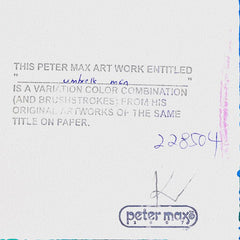 THIS PETER MAX ART WORK ENTITLED
" umbrella man "
IS A VARIATION COLOR COMBINATION
(AND BRUSHSTROKES) FROM HIS
ORIGINAL ARTWORKS OF THE SAME
TITLE ON PAPER.
228504
peter max®